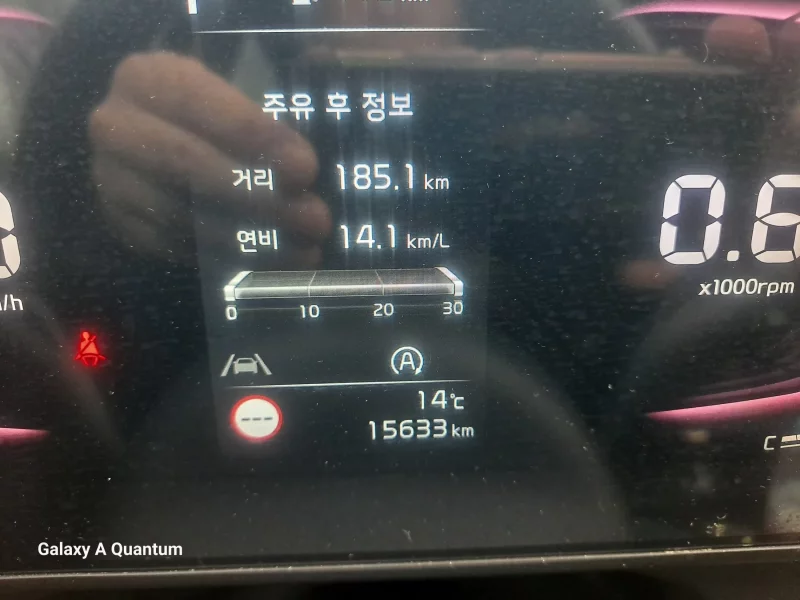 주유 후 정보
거리 185.1 km
연비 14.1 km/L
0 10 20 30
A
14℃
15633 km
0.6
x1000rpm
/h
C
Galaxy A Quantum